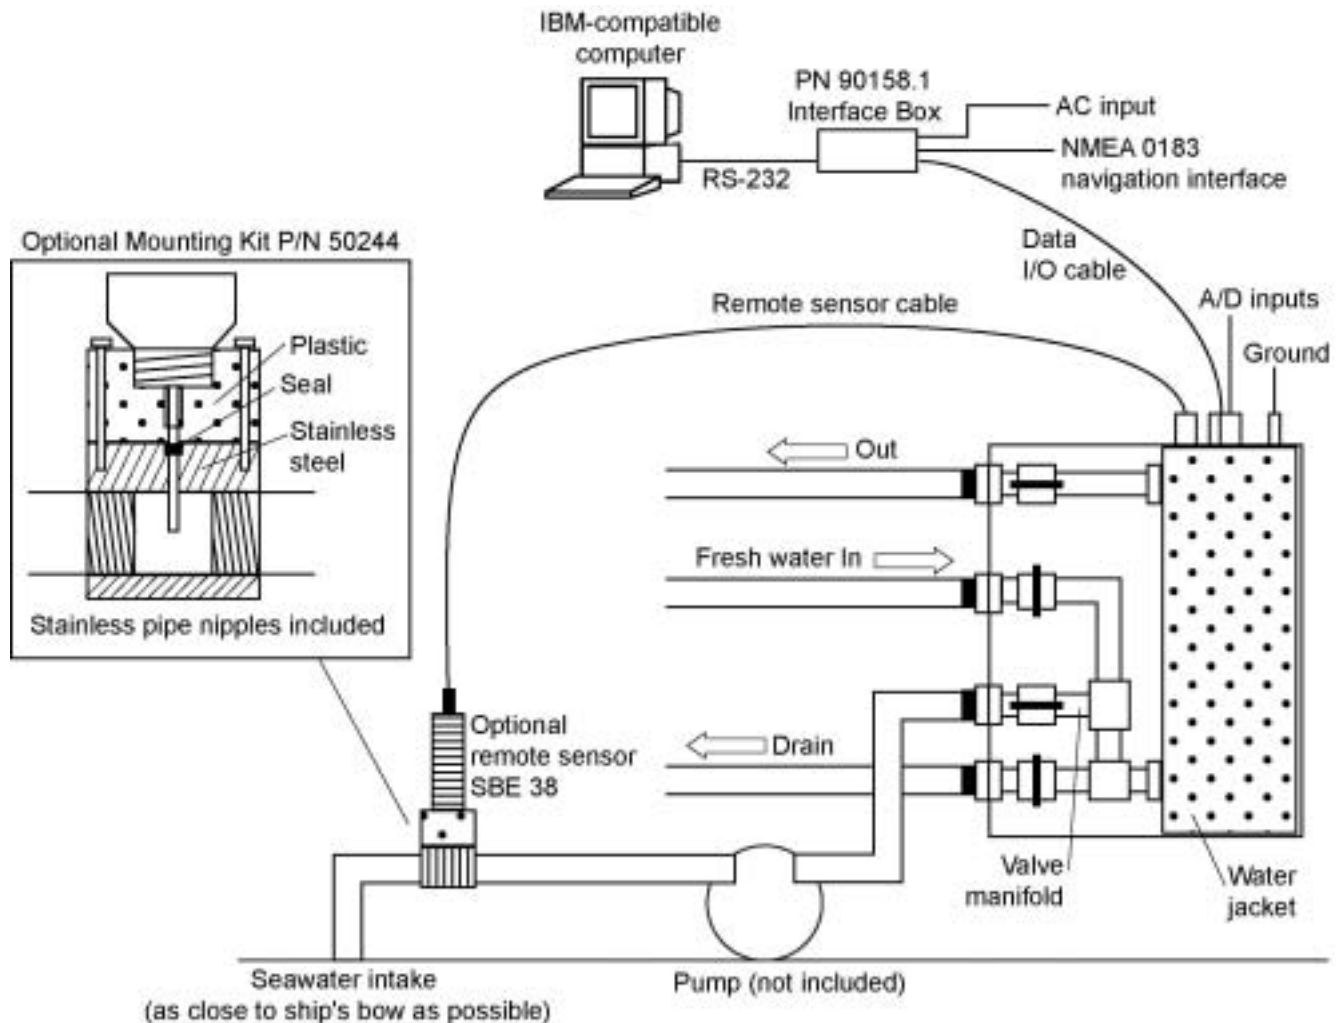 IBM-compatible
computer
PN 90158.1
Interface Box
AC input
NMEA 0183
navigation interface
RS-232
Optional Mounting Kit P/N 50244
Data
I/O cable
A/D inputs
Remote sensor cable
Ground
Plastic
Seal
Stainless
steel
Out
Fresh water In
Stainless pipe nipples included
Optional
remote sensor
SBE 38
Drain
Valve
manifold
Water
jacket
Seawater intake
(as close to ship's bow as possible)
Pump (not included)